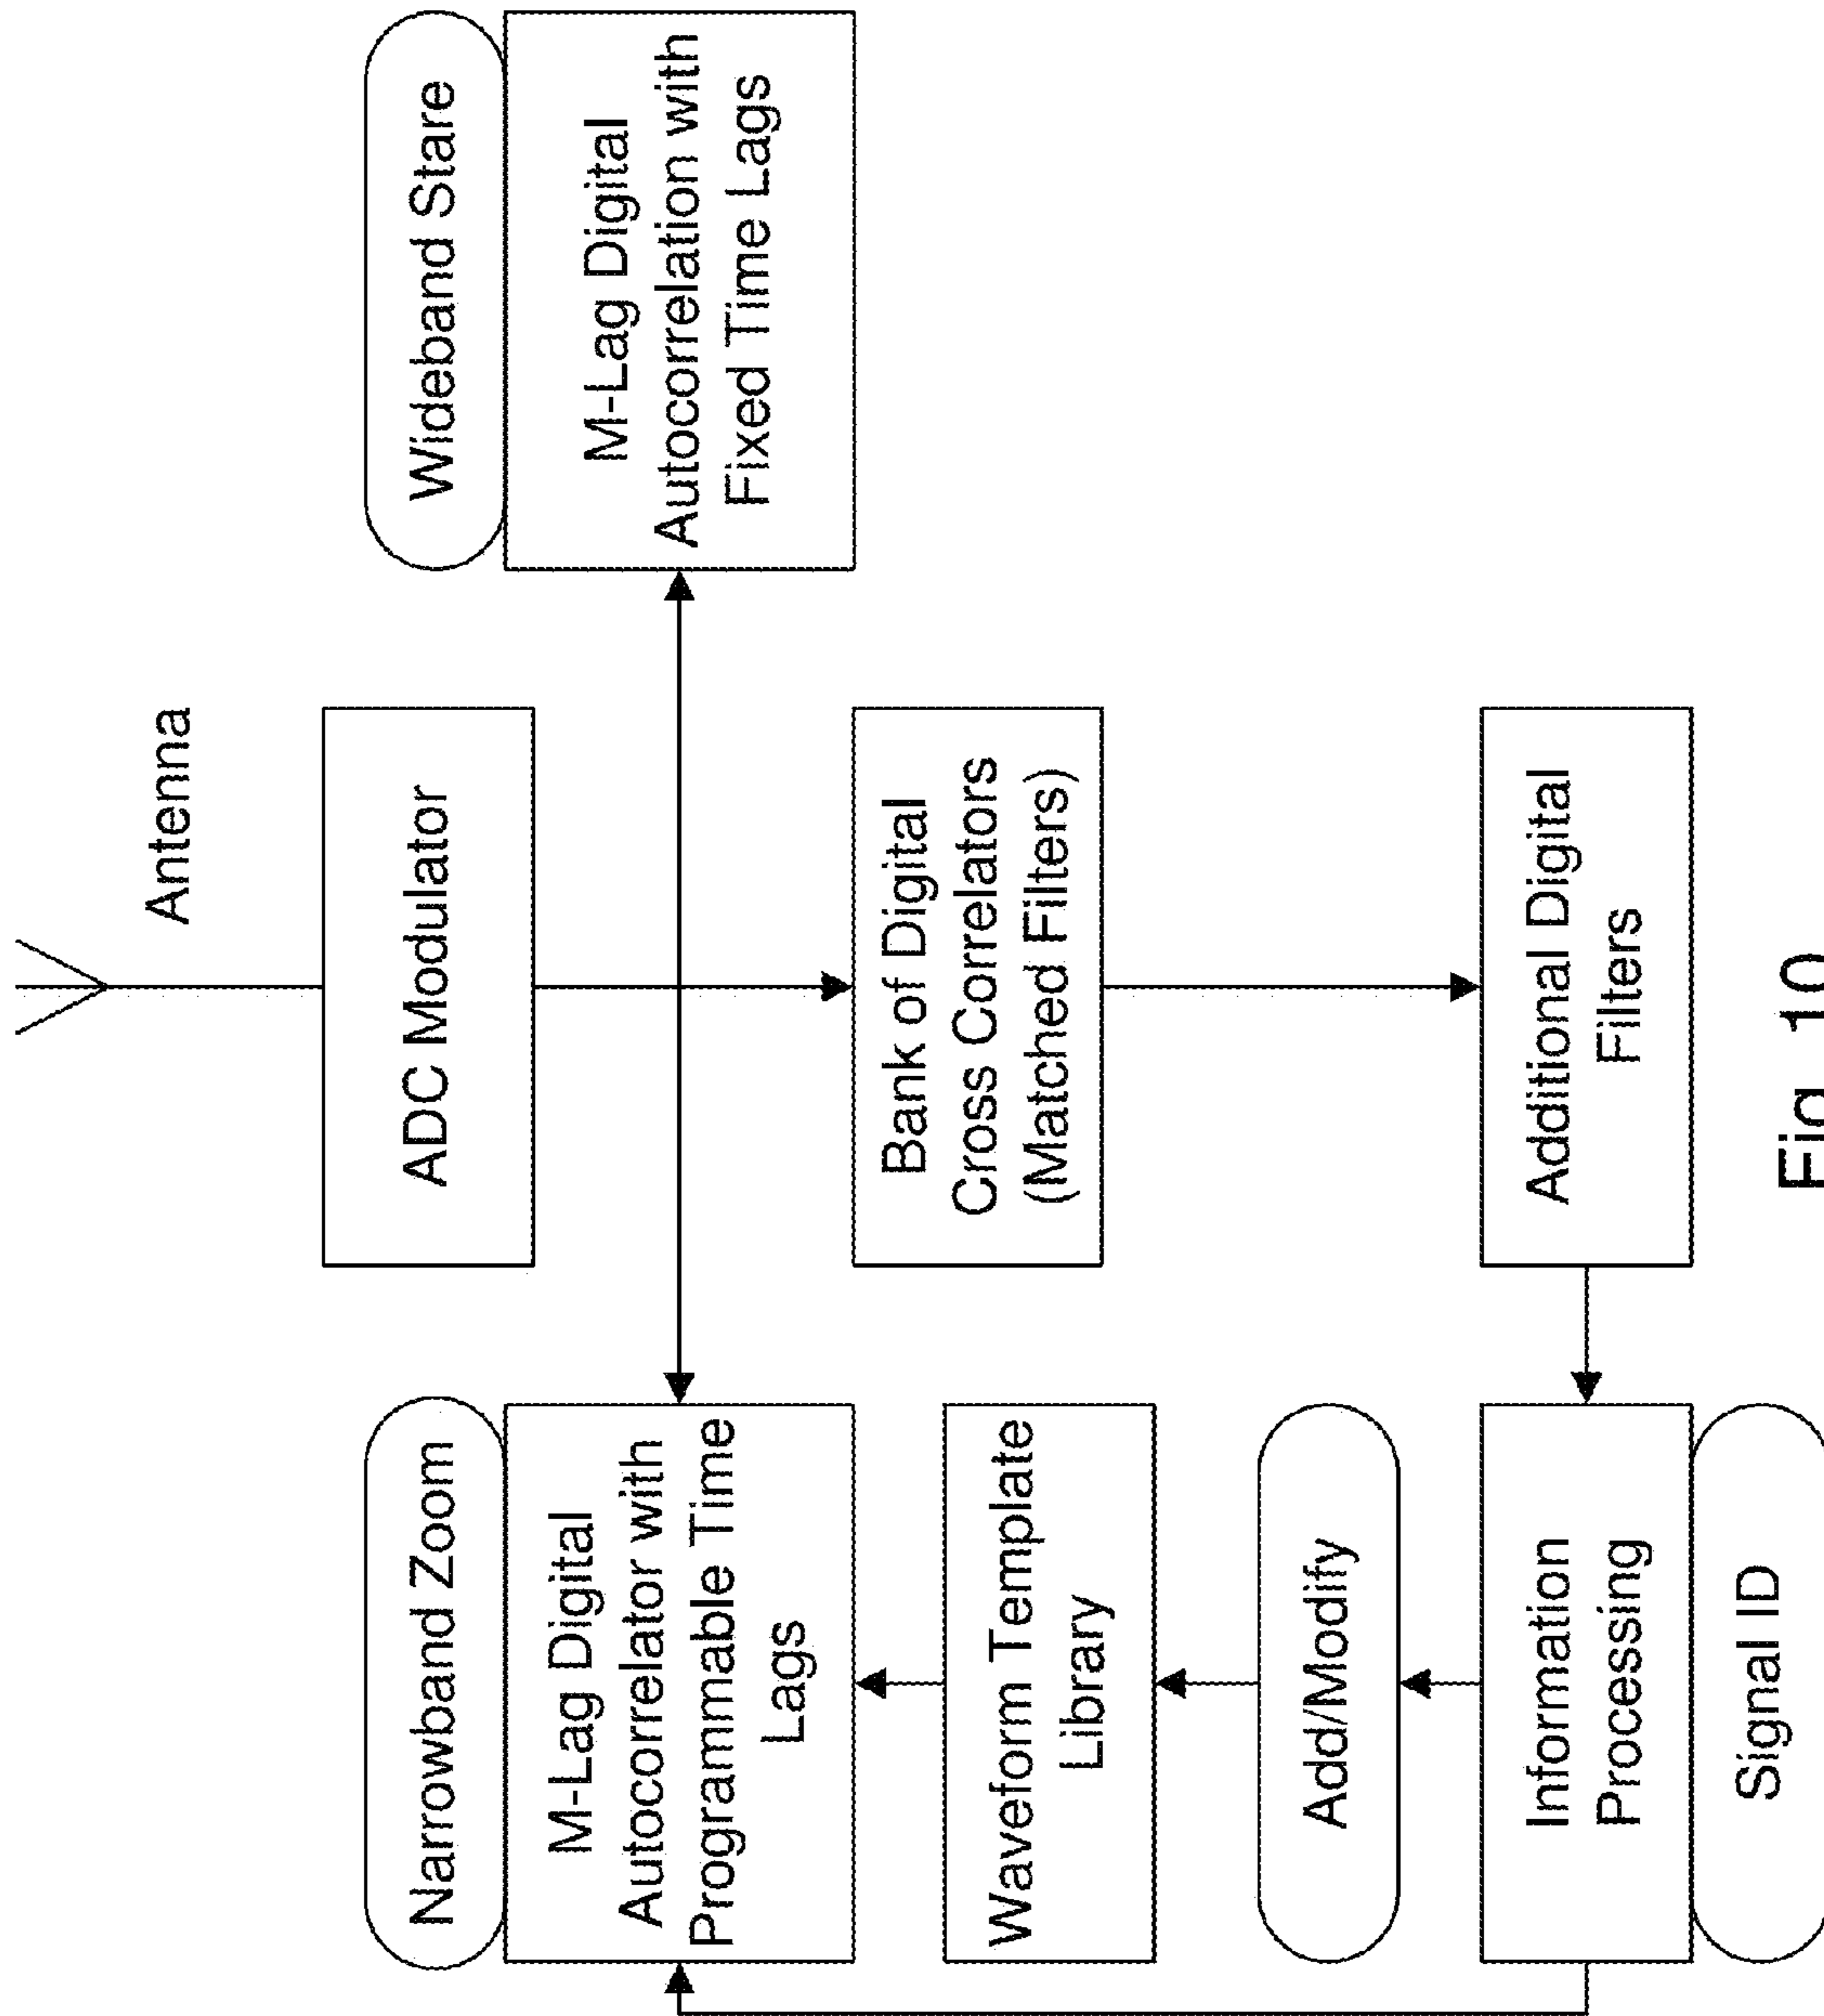 Antenna
ADC Modulator
Narrowband Zoom
M-Lag Digital
Autocorrelator with
Programmable Time
Lags
Wideband Stare
M-Lag Digital
Autocorrelation with
Fixed Time Lags
Waveform Template
Library
Bank of Digital
Cross Correlators
(Matched Filters)
Add/Modify
Information
Processing
Signal ID
Additional Digital
Filters
Fig. 10